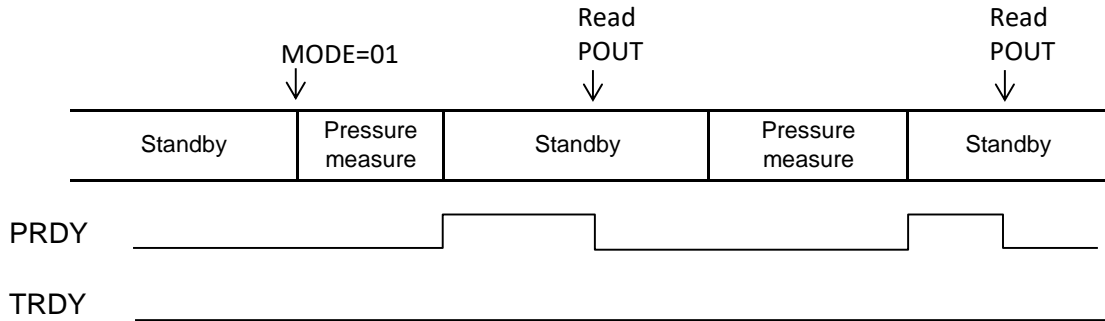 Read
POUT
Read
POUT
MODE=01
Standby
Pressure
measure
Standby
Pressure
measure
Standby
PRDY
TRDY